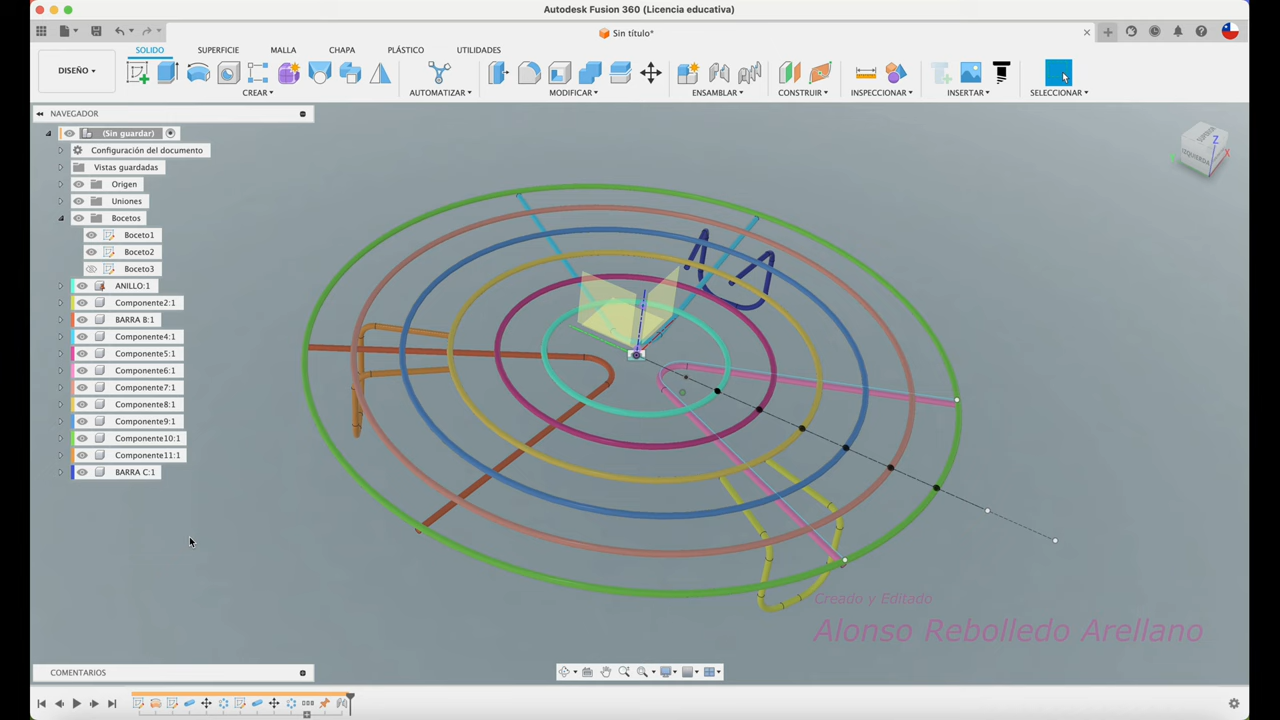 Autodesk Fusion 360 (Licencia educativa)
Sin título*
SOLIDO SUPERFICIE MALLA CHAPA PLÁSTICO UTILIDADES
DISEÑO
CREAR AUTOMATIZAR MODIFICAR ENSAMBLAR CONSTRUIR INSPECCIONAR INSERTAR SELECCIONAR
NAVEGADOR
(Sin guardar)
Configuración del documento
Vistas guardadas
Origen
Uniones
Bocetos
Boceto1
Boceto2
Boceto3
ANILLO:1
Componente2:1
BARRA B:1
Componente4:1
Componente5:1
Componente6:1
Componente7:1
Componente8:1
Componente9:1
Componente10:1
Componente11:1
BARRA C:1
Z
X
IZQUIERDA
Creado y Editado
Alonso Rebolledo Arellano
COMENTARIOS